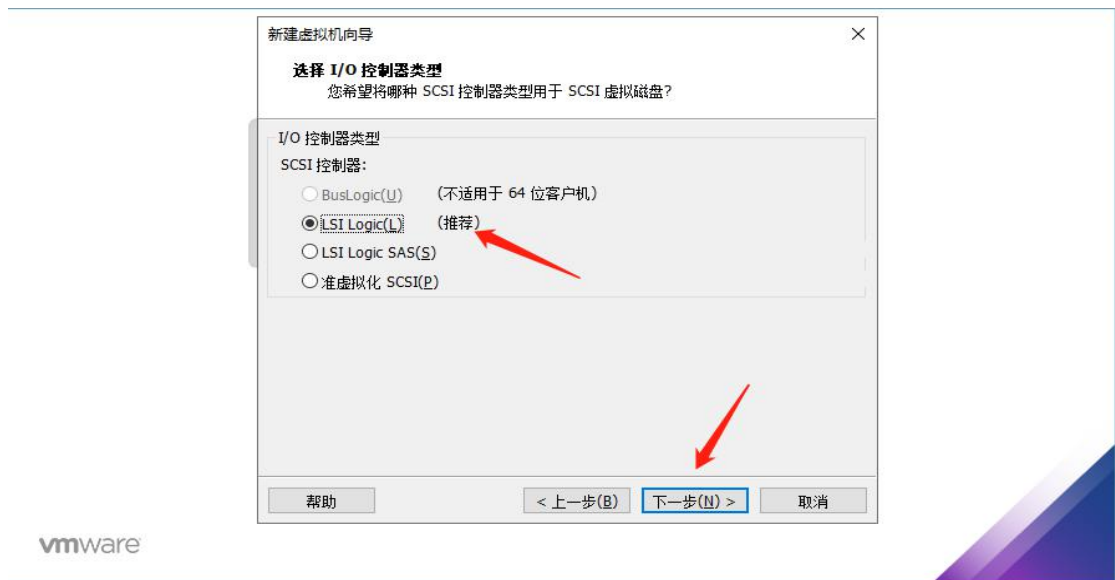 新建虚拟机向导
选择 I/O 控制器类型
您希望将哪种 SCSI 控制器类型用于 SCSI 虚拟磁盘?
I/O 控制器类型
SCSI 控制器:
BusLogic(U) (不适用于 64 位客户机)
LSI Logic(L) (推荐)
LSI Logic SAS(S)
准虚拟化 SCSI(P)
帮助 < 上一步(B) 下一步(N) > 取消
vmware